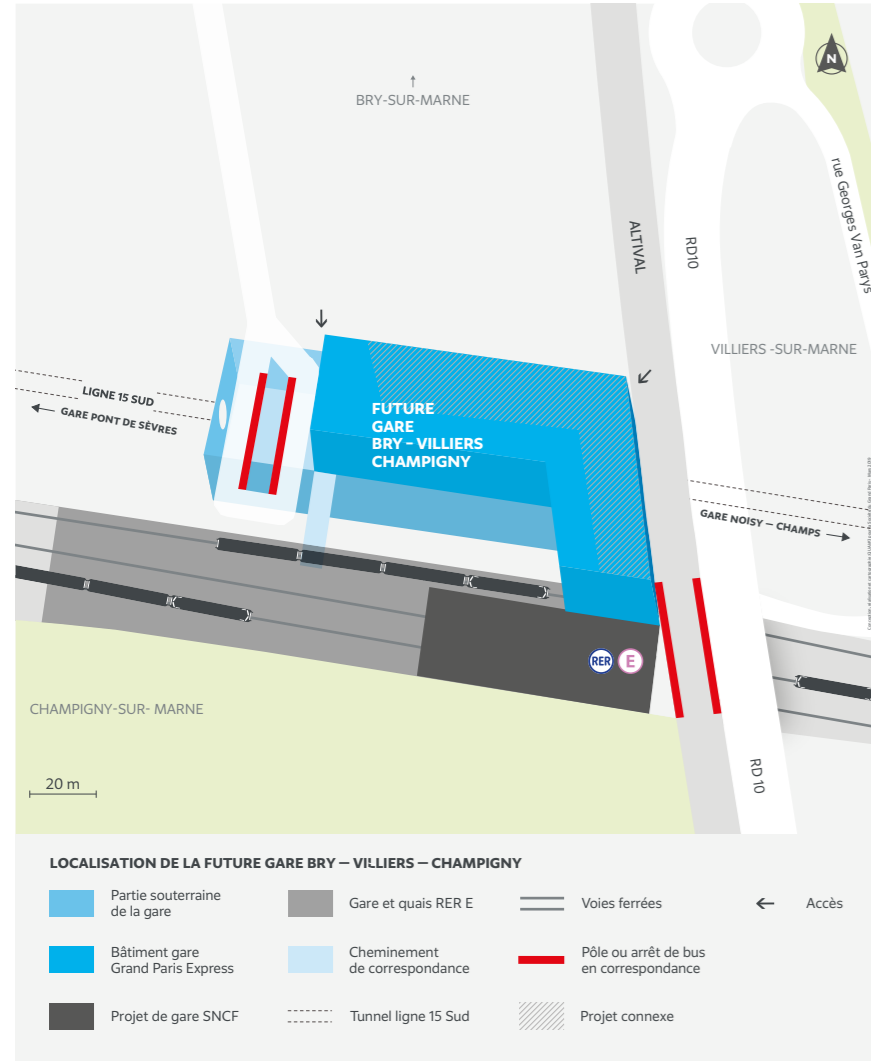 N
↑
BRY-SUR-MARNE
rue Georges Van Parys
ALTIVAL
RD10
VILLIERS -SUR-MARNE
LIGNE 15 SUD
← GARE PONT DE SÈVRES
FUTURE
GARE
BRY – VILLIERS
CHAMPIGNY
GARE NOISY – CHAMPS →
RER E
CHAMPIGNY-SUR- MARNE
RD 10
20 m
LOCALISATION DE LA FUTURE GARE BRY – VILLIERS – CHAMPIGNY
Partie souterraine
de la gare
Gare et quais RER E
Voies ferrées
Accès
Bâtiment gare
Grand Paris Express
Cheminement
de correspondance
Pôle ou arrêt de bus
en correspondance
Projet de gare SNCF
Tunnel ligne 15 Sud
Projet connexe